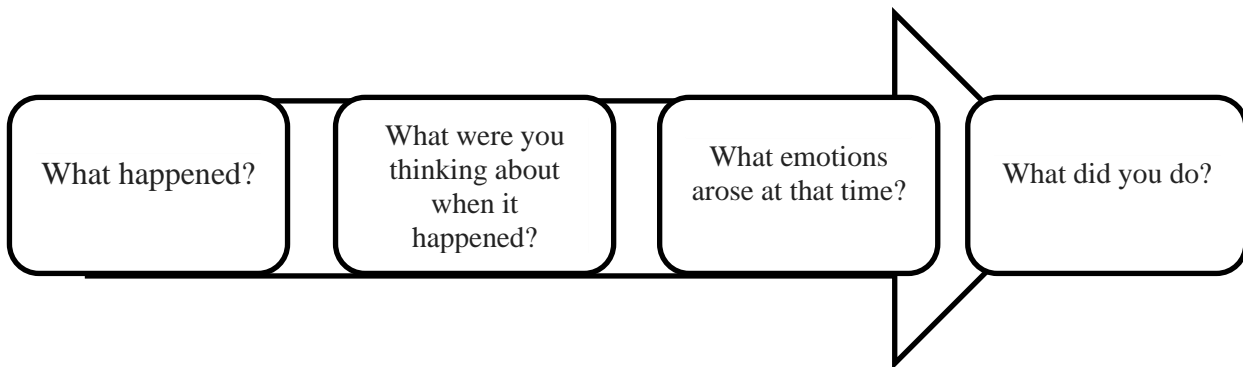 What happened?
What were you
thinking about
when it
happened?
What emotions
arose at that time?
What did you do?